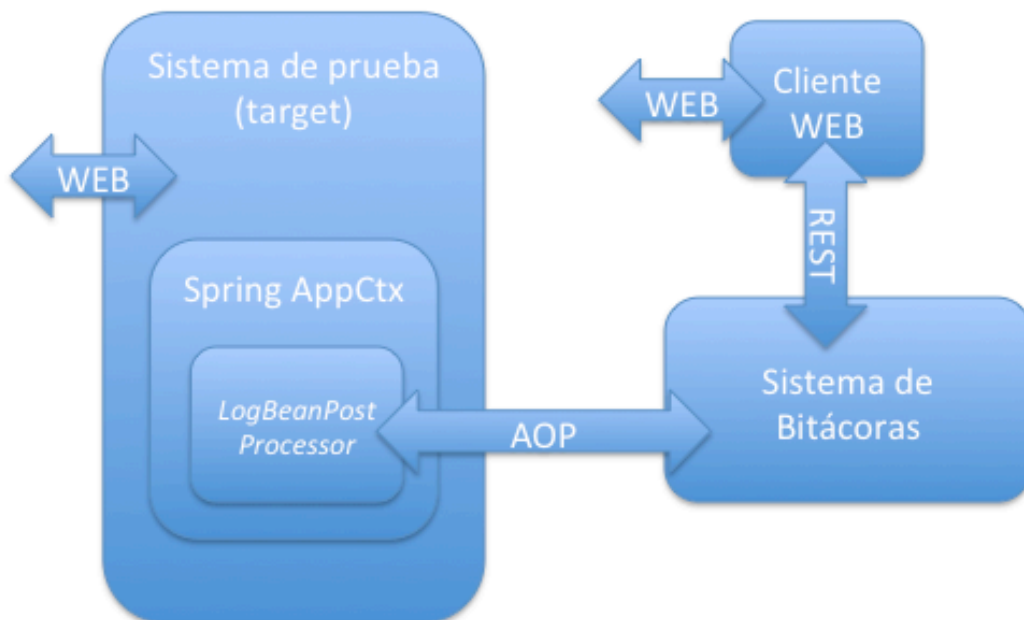 Sistema de prueba
(target)
WEB
Spring AppCtx
LogBeanPost
Processor
AOP
WEB
Cliente
WEB
REST
Sistema de
Bitácoras